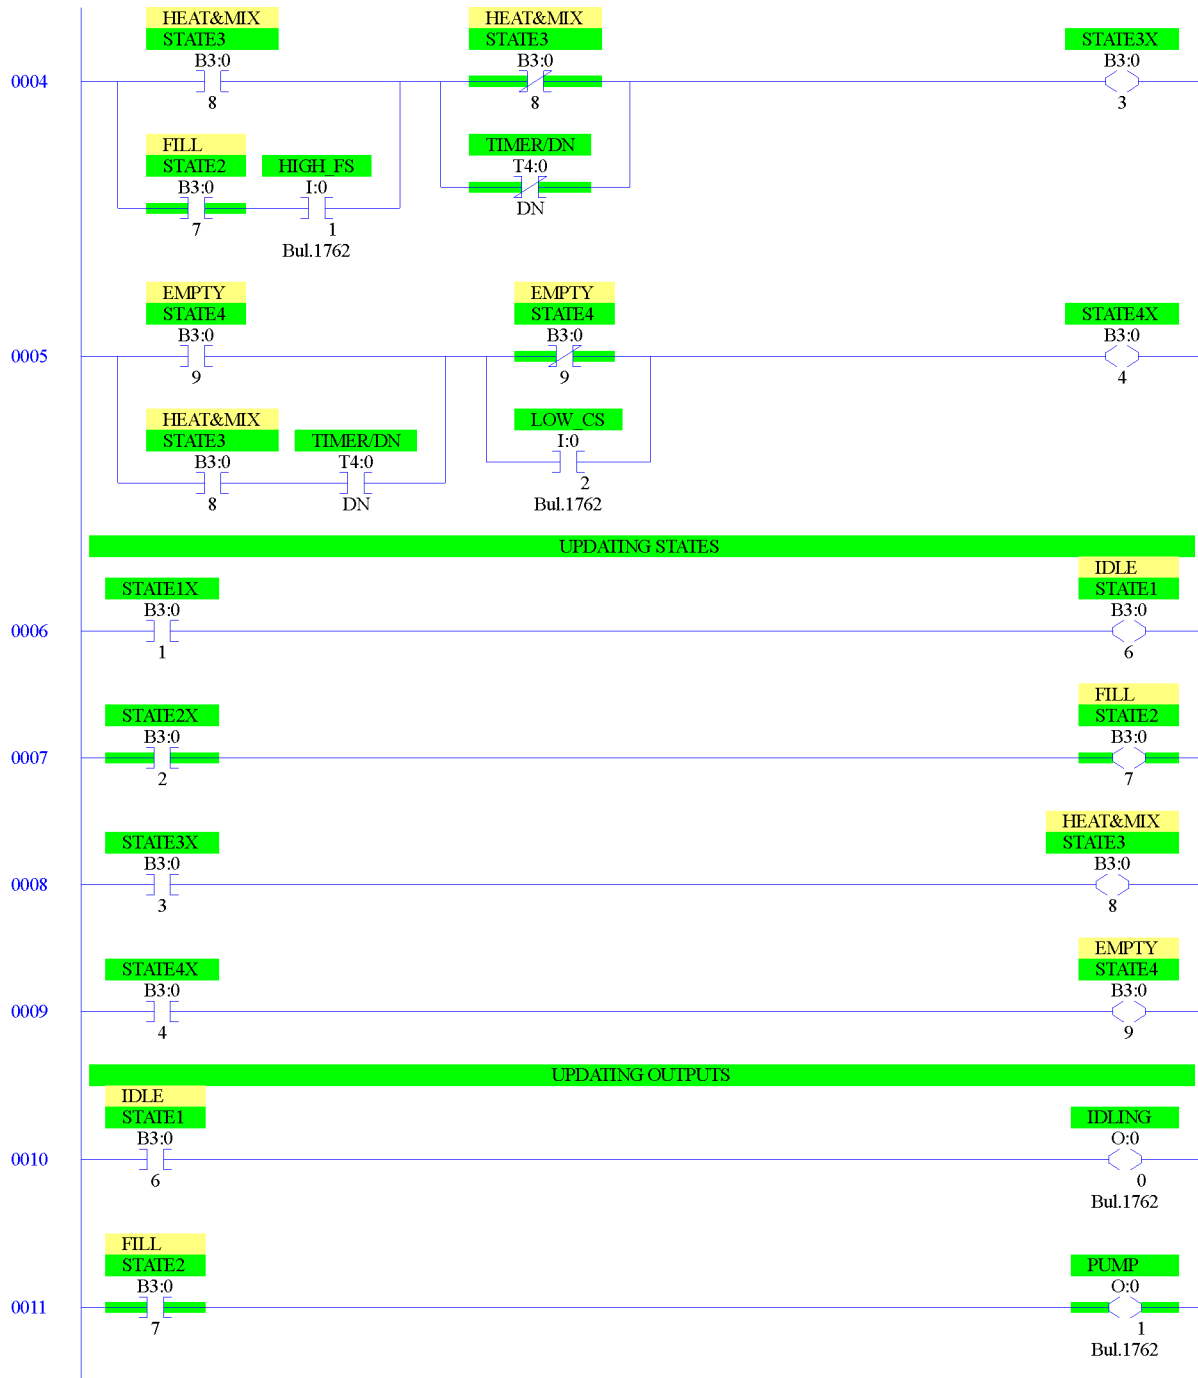 HEAT&MIX
STATE3
B3:0
8
HEAT&MIX
STATE3
B3:0
8
STATE3X
B3:0
3
0004
FILL
STATE2
B3:0
7
HIGH_FS
I:0
1
Bul.1762
TIMER/DN
T4:0
DN
EMPTY
STATE4
B3:0
9
EMPTY
STATE4
B3:0
9
STATE4X
B3:0
4
0005
HEAT&MIX
STATE3
B3:0
8
TIMER/DN
T4:0
DN
LOW_CS
I:0
2
Bul.1762
UPDATING STATES
STATE1X
B3:0
1
IDLE
STATE1
B3:0
6
0006
STATE2X
B3:0
2
FILL
STATE2
B3:0
7
0007
STATE3X
B3:0
3
HEAT&MIX
STATE3
B3:0
8
0008
STATE4X
B3:0
4
EMPTY
STATE4
B3:0
9
0009
UPDATING OUTPUTS
IDLE
STATE1
B3:0
6
IDLING
O:0
0
Bul.1762
0010
FILL
STATE2
B3:0
7
PUMP
O:0
1
Bul.1762
0011